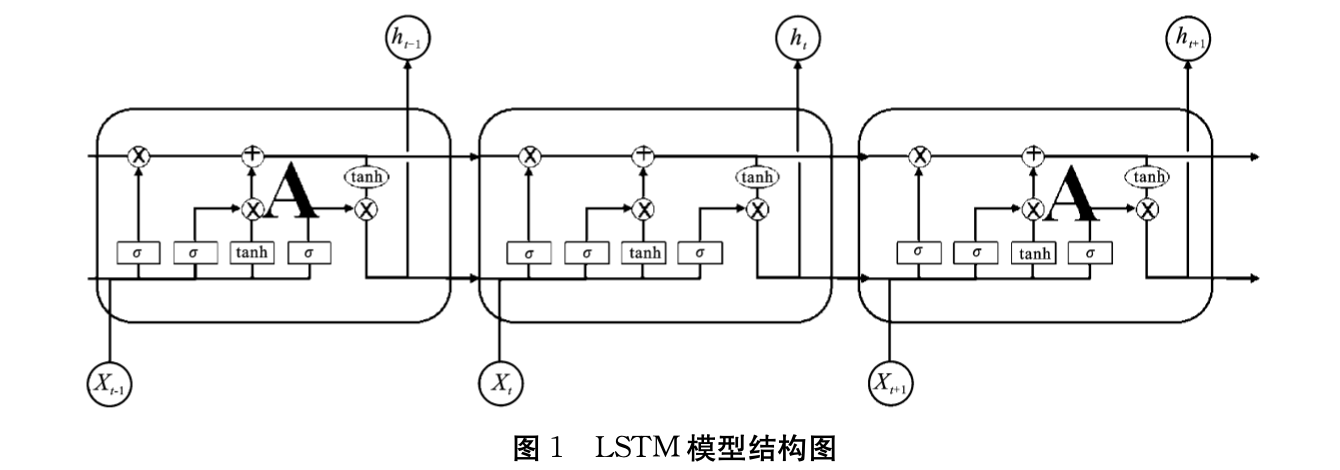 h_{t-1} h_t h_{t+1}
x + x + x +
A tanh tanh A tanh
x x x x x x
σ σ tanh σ σ σ tanh σ σ σ tanh σ
X_{t-1} X_t X_{t+1}
图 1 LSTM 模型结构图